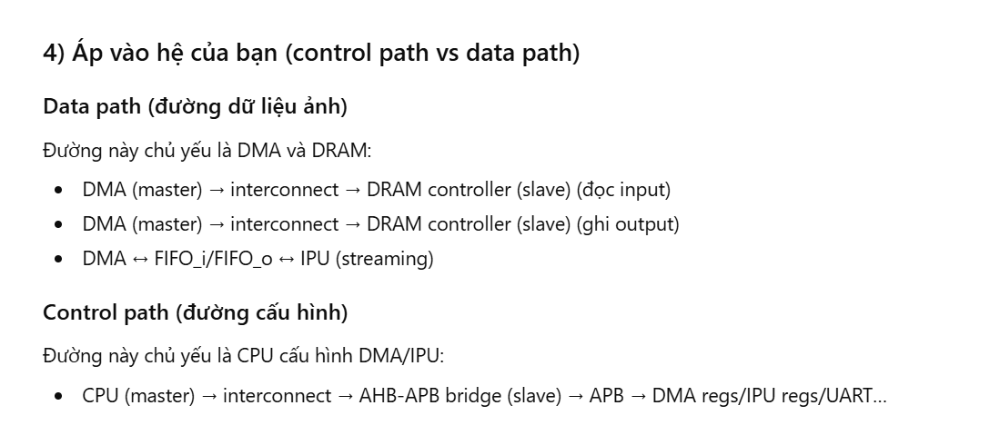 4) Áp vào hệ của bạn (control path vs data path)
Data path (đường dữ liệu ảnh)
Đường này chủ yếu là DMA và DRAM:
• DMA (master) → interconnect → DRAM controller (slave) (đọc input)
• DMA (master) → interconnect → DRAM controller (slave) (ghi output)
• DMA ↔ FIFO_i/FIFO_o ↔ IPU (streaming)
Control path (đường cấu hình)
Đường này chủ yếu là CPU cấu hình DMA/IPU:
• CPU (master) → interconnect → AHB-APB bridge (slave) → APB → DMA regs/IPU regs/UART…